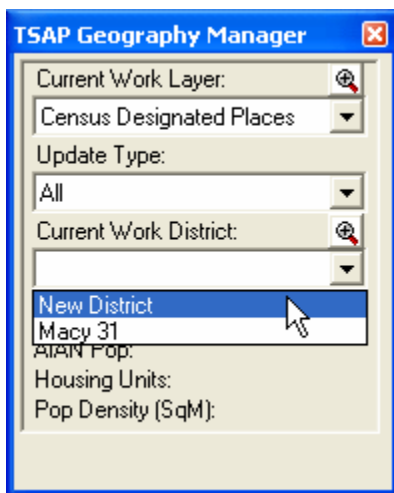 TSAP Geography Manager
Current Work Layer:
Census Designated Places
Update Type:
All
Current Work District:
New District
Macy 31
AIAN Pop:
Housing Units:
Pop Density (SqM):